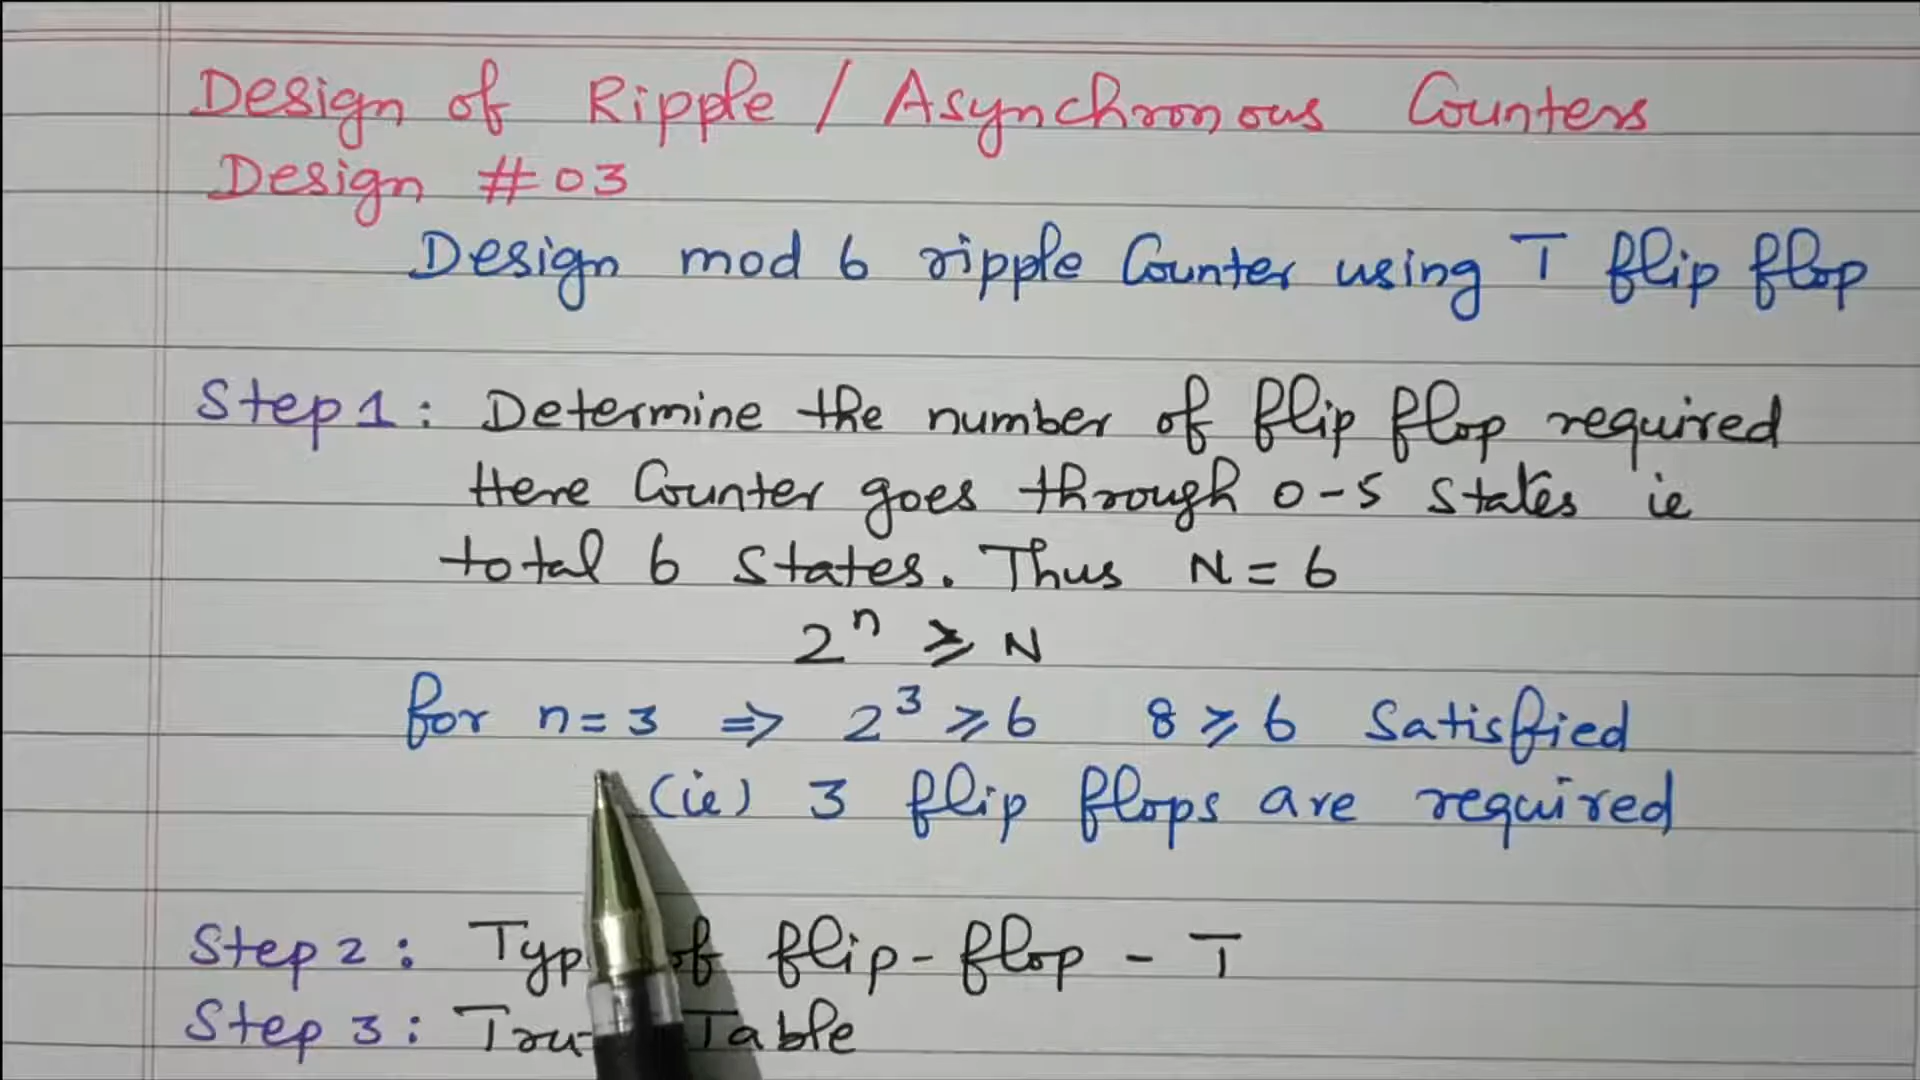 Design of Ripple / Asynchronous Counters
Design #03
Design mod 6 ripple Counter using T flip flop
Step 1: Determine the number of flip flop required
Here Counter goes through 0-5 states ie
total 6 states. Thus N = 6
2ⁿ ≥ N
for n = 3 ⇒ 2³ ≥ 6 8 ≥ 6 Satisfied
(ie) 3 flip flops are required
Step 2: Typ of flip-flop - T
Step 3: Tru Table